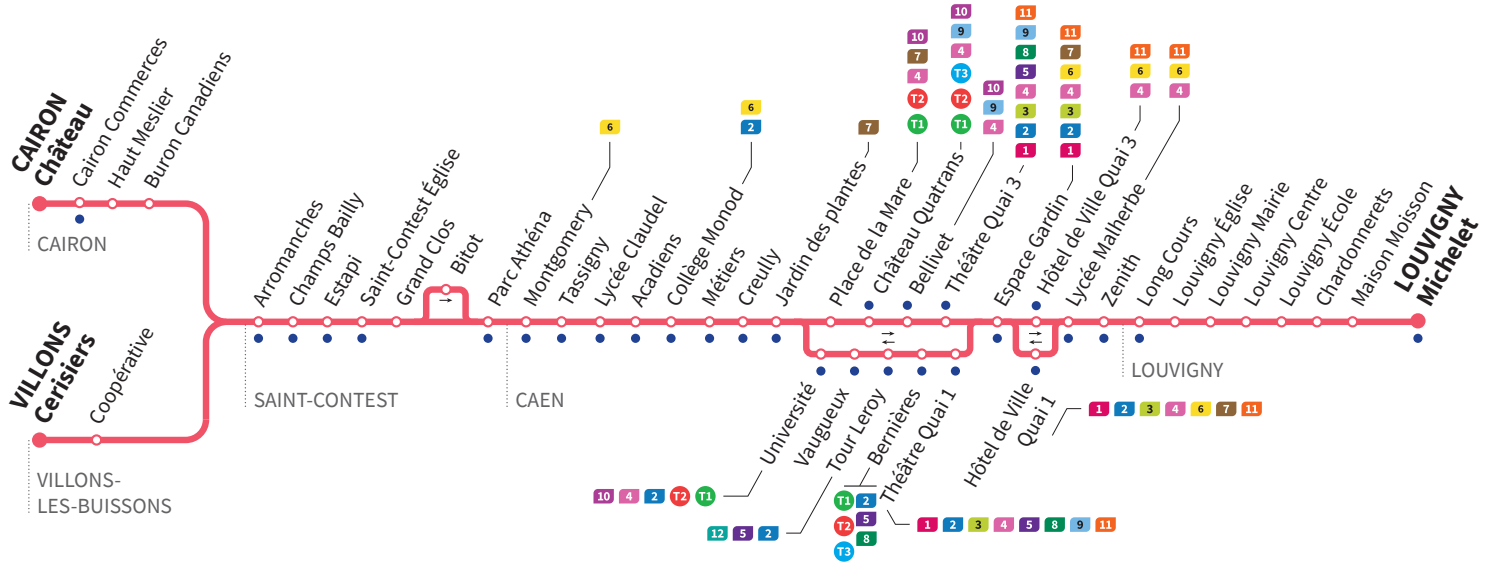 CAIRON
Château
Cairon Commerces
Haut Meslier
Buron Canadiens
CAIRON
VILLONS
Cerisiers
Coopérative
VILLONS-
LES-BUISSONS
Arromanches
Champs Bailly
Estapi
Saint-Contest Église
Grand Clos
Bitot
SAINT-CONTEST
Parc Athéna
Montgomery
6
Tassigny
Lycée Claudel
Acadiens
Collège Monod
6
2
Métiers
Creully
Jardin des plantes
7
CAEN
Place de la Mare
10
7
4
T2
T1
Château Quatrans
10
9
4
T3
T2
T1
Bellivet
10
9
4
Théâtre Quai 3
11
9
8
5
4
3
2
1
Espace Gardin
11
7
6
4
4
3
2
1
Hôtel de Ville Quai 3
11
6
4
Lycée Malherbe
11
6
4
Zenith
Long Cours
Louvigny Église
Louvigny Mairie
Louvigny Centre
Louvigny École
Chardonnerets
Maison Moisson
LOUVIGNY
Michelet
LOUVIGNY
Université
10 4 2 T2 T1
Vaugueux
Tour Leroy
12 5 2
Bernières
T1 2
T2 5
T3 8
Théâtre Quai 1
1 2 3 4 5 8 9 11
Hôtel de Ville
Quai 1
1 2 3 4 6 7 11